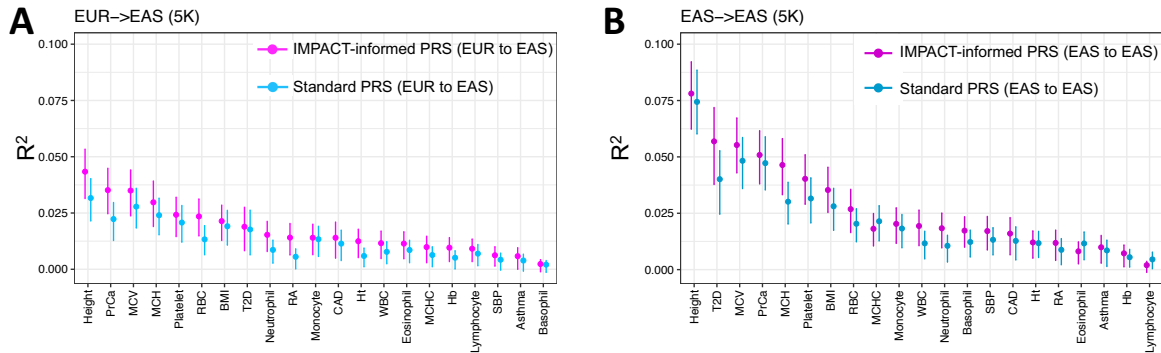 A
EUR->EAS (5K)
IMPACT-informed PRS (EUR to EAS)
Standard PRS (EUR to EAS)
R²
0.100
0.075
0.050
0.025
0.000
Height
PrCa
MCV
MCH
Platelet
RBC
BMI
T2D
Neutrophil
RA
Monocyte
CAD
Ht
WBC
Eosinophil
MCHC
Hb
Lymphocyte
SBP
Asthma
Basophil
B
EAS->EAS (5K)
IMPACT-informed PRS (EAS to EAS)
Standard PRS (EAS to EAS)
R²
0.100
0.075
0.050
0.025
0.000
Height
T2D
MCV
PrCa
MCH
Platelet
BMI
RBC
MCHC
Monocyte
WBC
Neutrophil
Basophil
SBP
CAD
Ht
RA
Eosinophil
Asthma
Hb
Lymphocyte